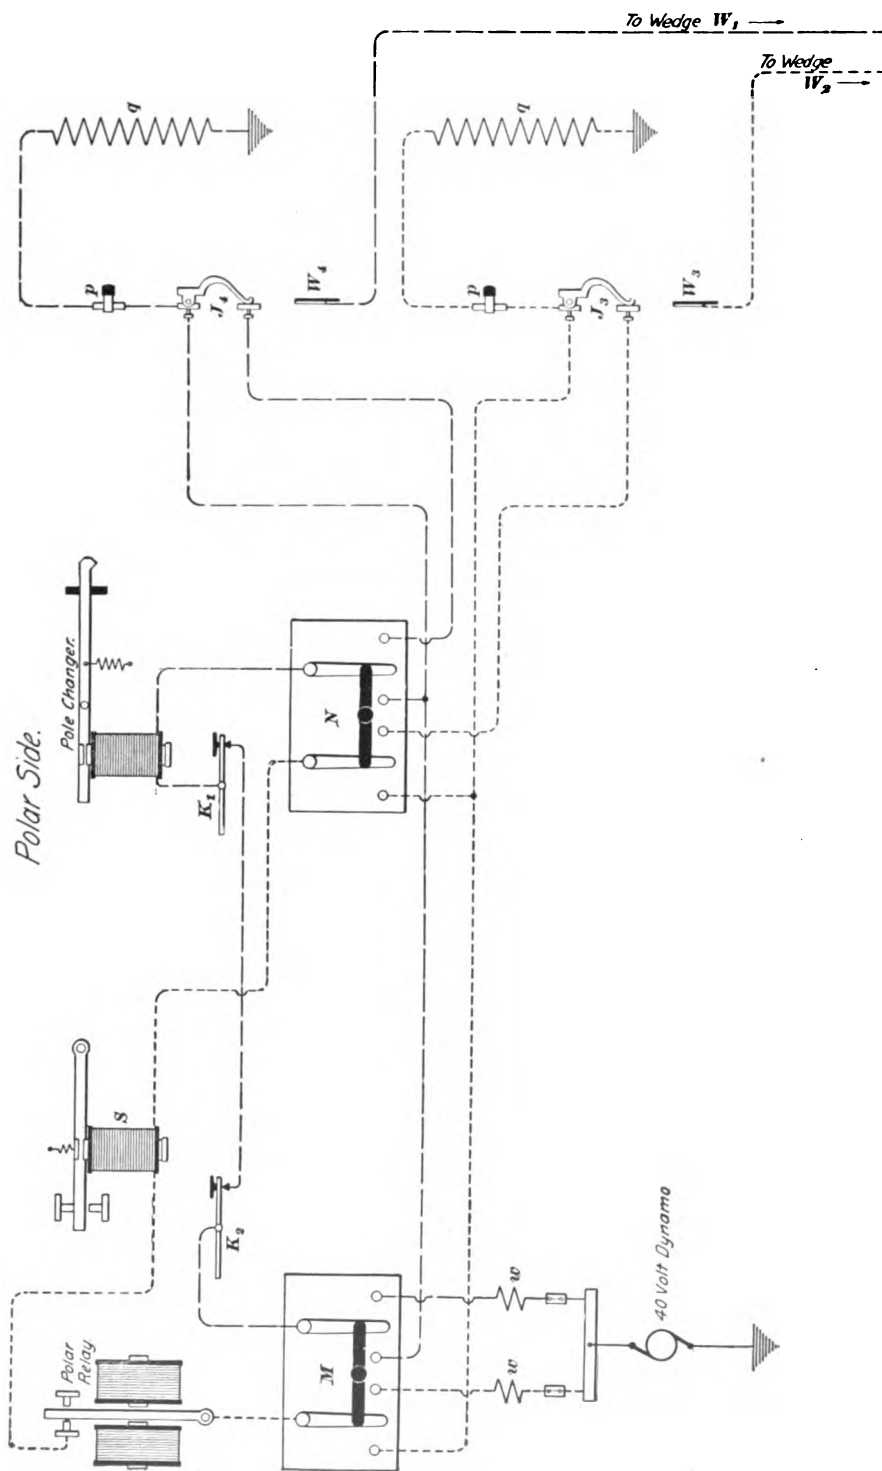 To Wedge W₁
To Wedge
W₂
q
q
p
J₄
W₄
p
J₃
W₃
Polar Side.
Pole Changer.
K₁
N
S
K₂
Polar
Relay.
M
w
w
40 Volt Dynamo